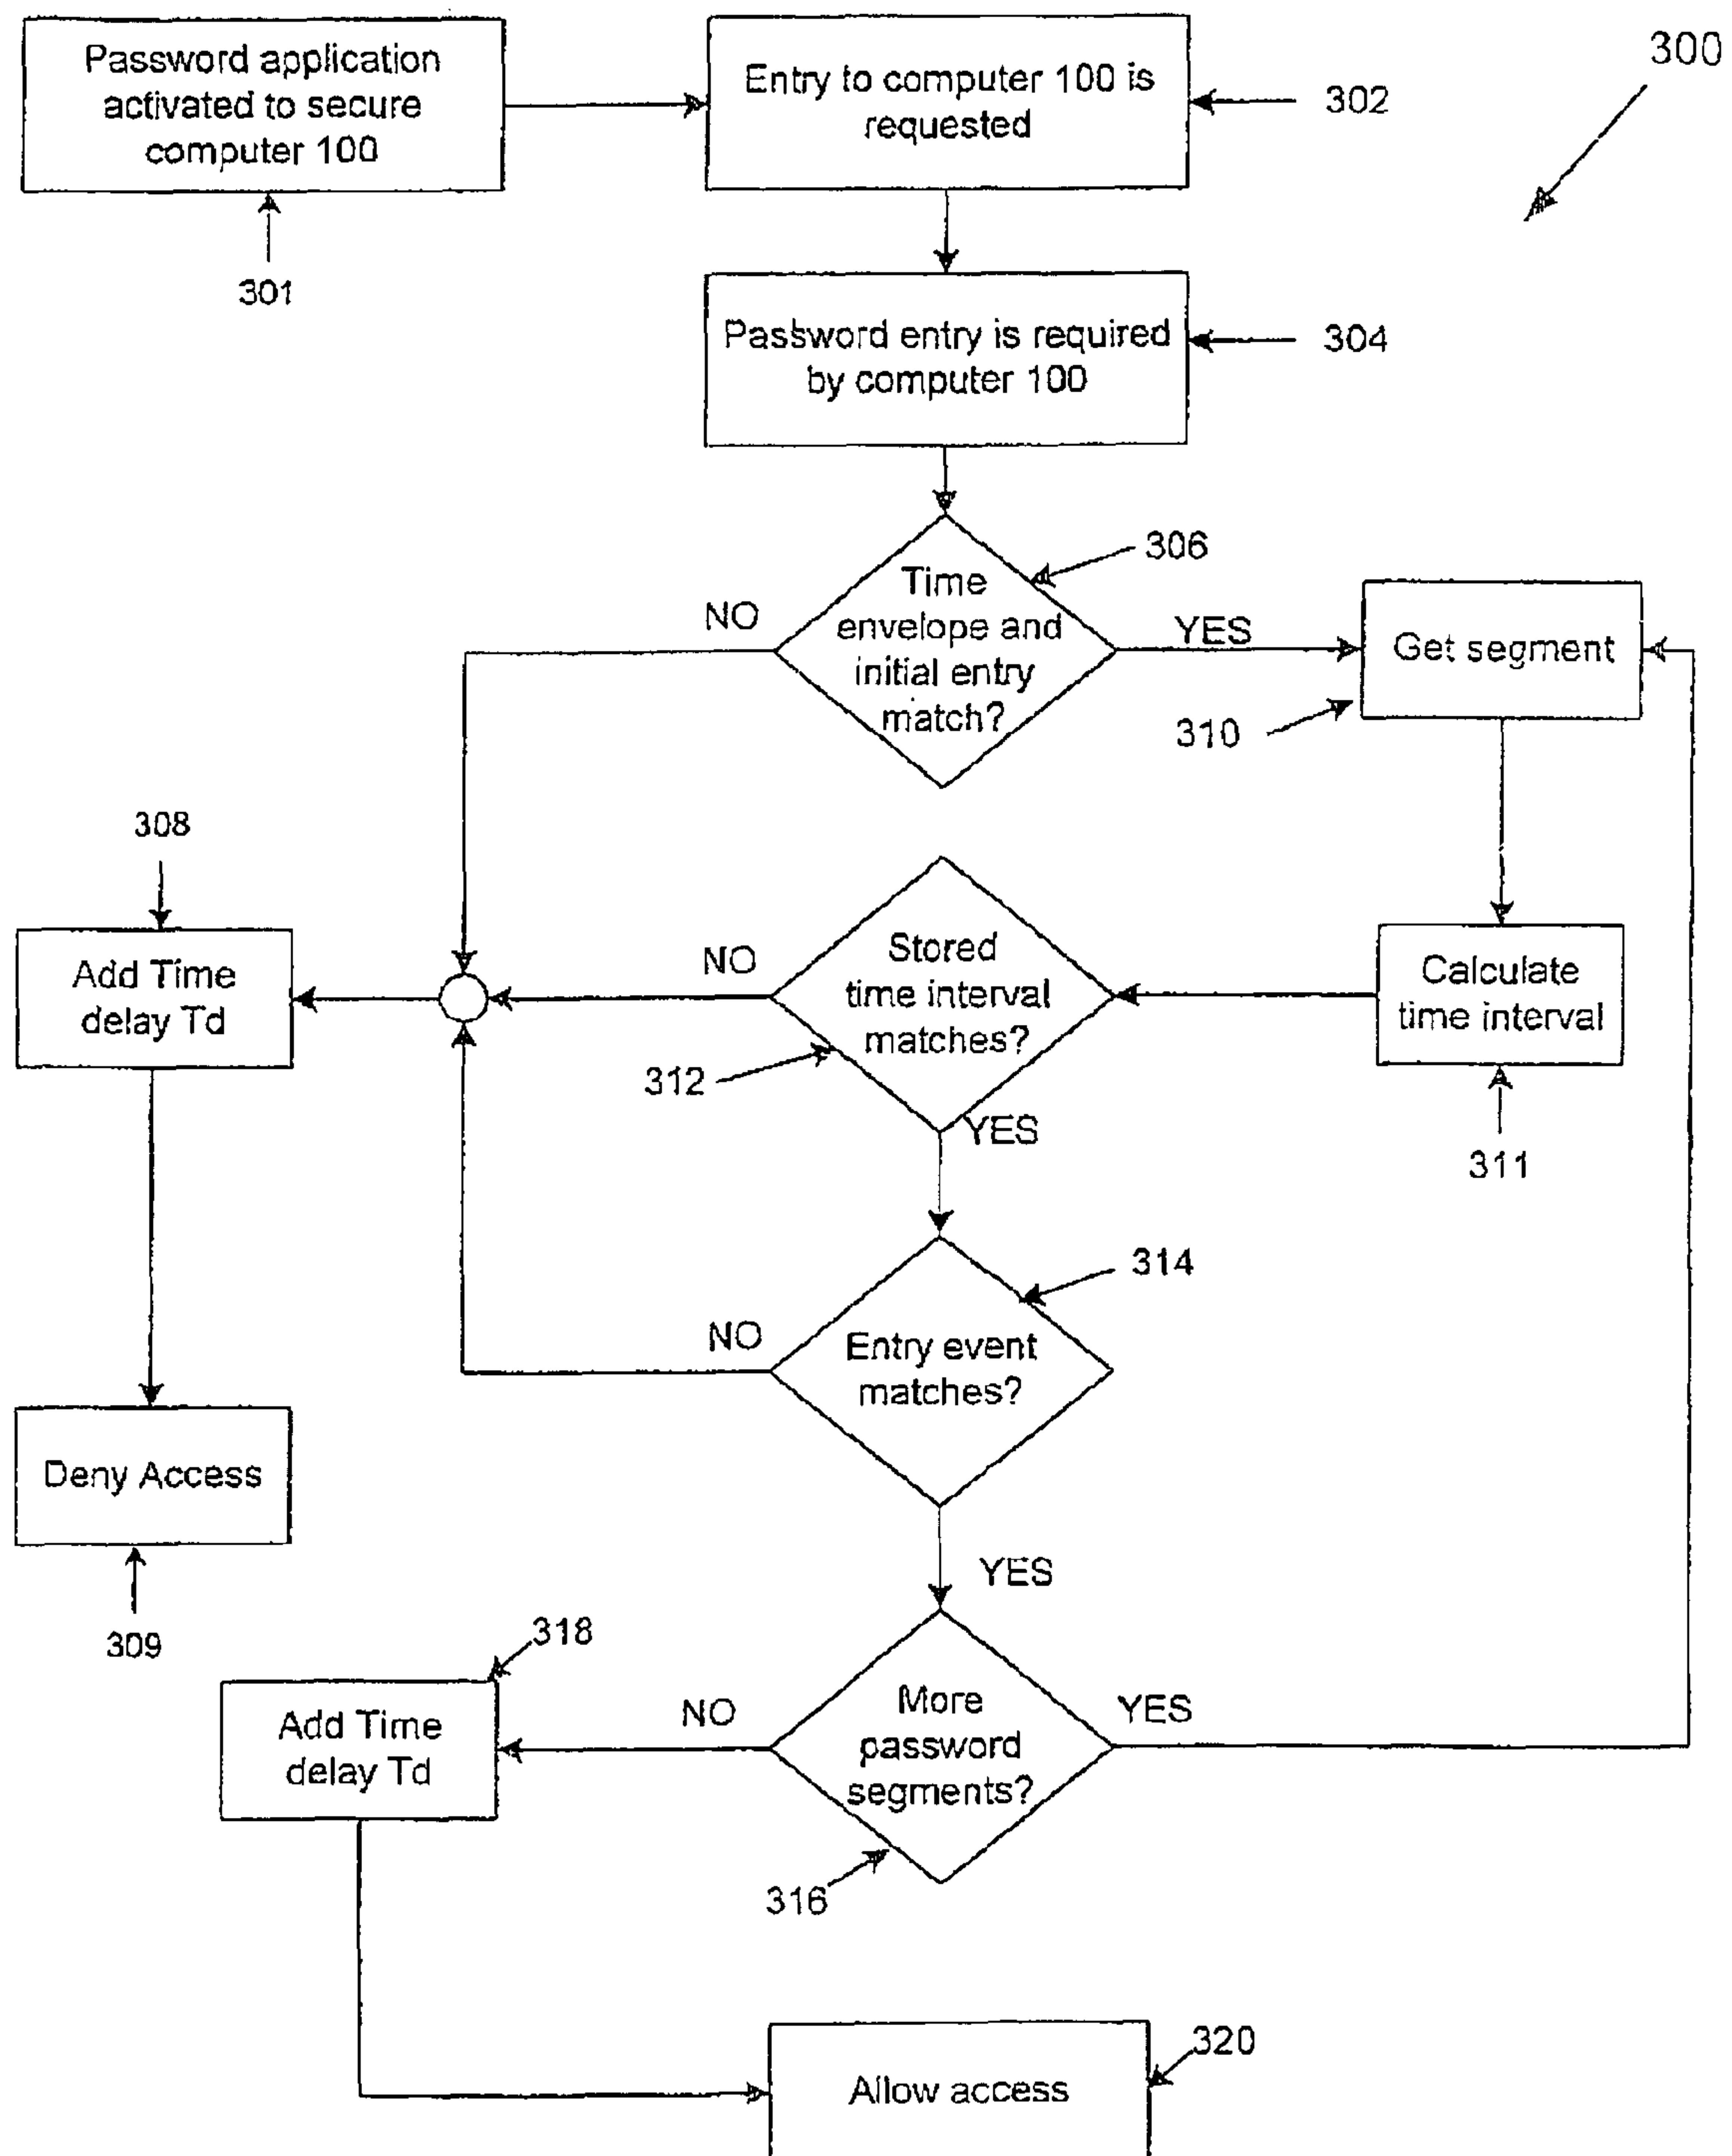 300
Password application
activated to secure
computer 100
301
Entry to computer 100 is
requested
302
Password entry is required
by computer 100
304
Time
envelope and
initial entry
match?
306
NO
YES
Get segment
310
308
Add Time
delay Td
NO
Stored
time interval
matches?
312
YES
Calculate
time interval
311
314
NO
Entry event
matches?
YES
Deny Access
309
318
Add Time
delay Td
NO
More
password
segments?
YES
316
Allow access
320